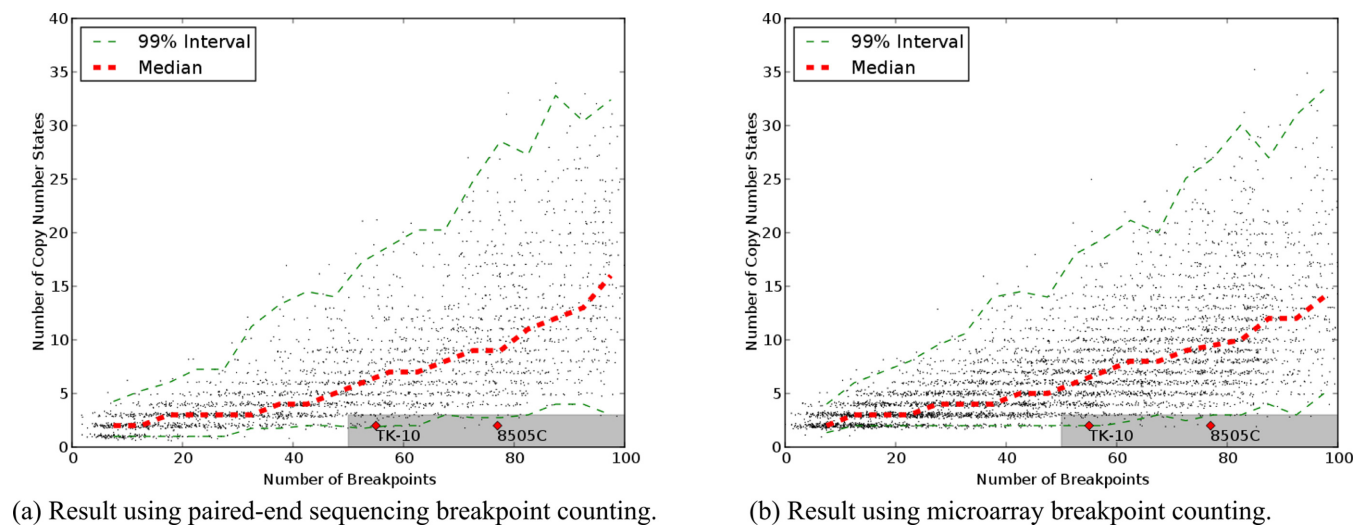 40
35
30
25
20
15
10
5
0
Number of Copy Number States
99% Interval
Median
TK-10
8505C
0 20 40 60 80 100
Number of Breakpoints
(a) Result using paired-end sequencing breakpoint counting.
40
35
30
25
20
15
10
5
0
Number of Copy Number States
99% Interval
Median
TK-10
8505C
0 20 40 60 80 100
Number of Breakpoints
(b) Result using microarray breakpoint counting.